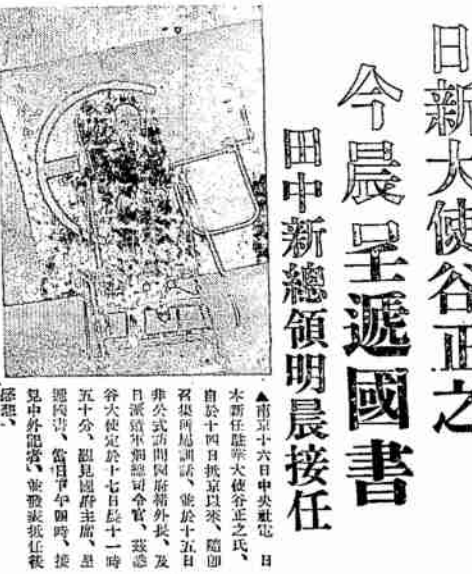 日新大使谷正之
今晨呈遞國書
田中新總領明晨接任
▲南京十六日中央社電 日
本新任駐華大使谷正之氏、
自於十四日抵京以來、隨卽
召集所屬訓話、並於十五日
非公式訪問國府褚外長、及
日派遣軍烟總司令官、茲悉
谷大使定於十七日晨十一時
五十分、覲見國府主席、呈
遞國書、當日下午四時、接
見中外記者、並發表抵任後
感想、